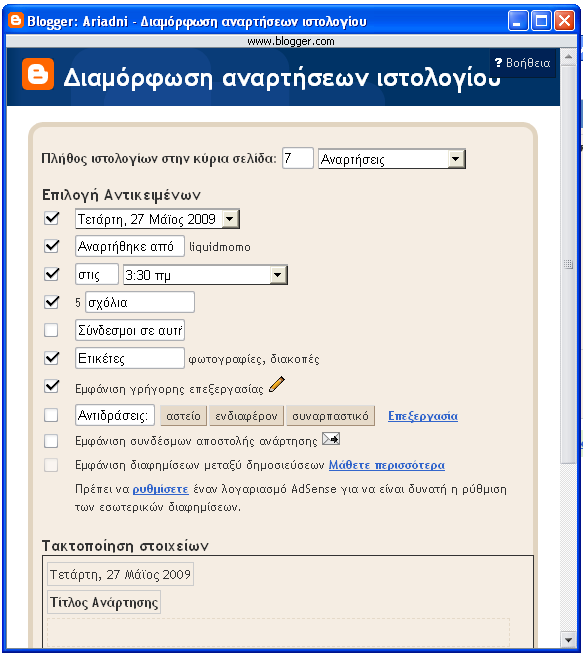 Blogger: Ariadni - Διαμόρφωση αναρτήσεων ιστολογίου
www.blogger.com
? Βοήθεια
Διαμόρφωση αναρτήσεων ιστολογίου
Πλήθος ιστολογίων στην κύρια σελίδα: 7 Αναρτήσεις
Επιλογή Αντικειμένων
Τετάρτη, 27 Μάϊος 2009
Αναρτήθηκε από liquidmomo
στις 3:30 πμ
5 σχόλια
Σύνδεσμοι σε αυτή
Ετικέτες φωτογραφίες, διακοπές
Εμφάνιση γρήγορης επεξεργασίας
Αντιδράσεις: αστείο ενδιαφέρον συναρπαστικό Επεξεργασία
Εμφάνιση συνδέσμων αποστολής ανάρτησης
Εμφάνιση διαφημίσεων μεταξύ δημοσιεύσεων Μάθετε περισσότερα
Πρέπει να ρυθμίσετε έναν λογαριασμό AdSense για να είναι δυνατή η ρύθμιση
των εσωτερικών διαφημίσεων.
Τακτοποίηση στοιχείων
Τετάρτη, 27 Μάϊος 2009
Τίτλος Ανάρτησης